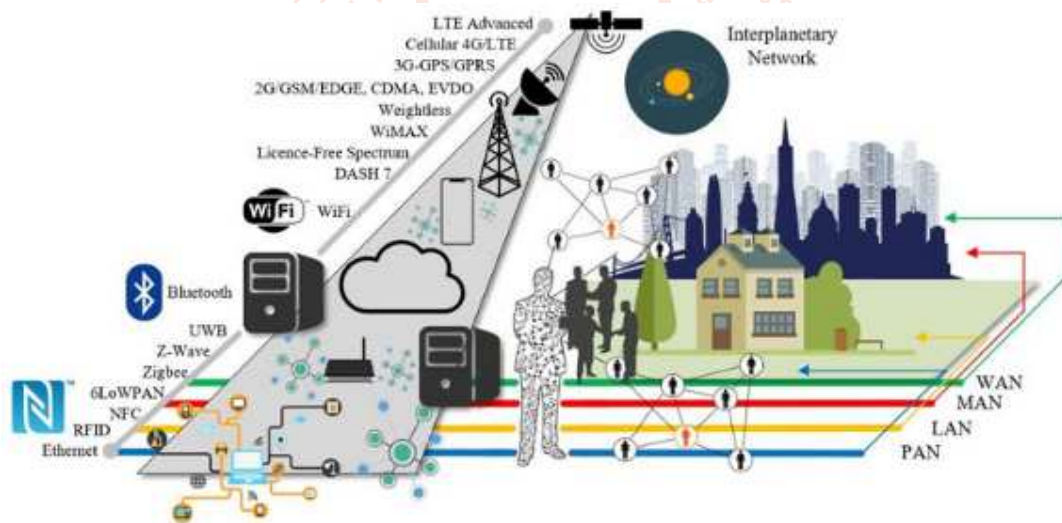 LTE Advanced
Cellular 4G/LTE
3G-GPS/GPRS
2G/GSM/EDGE, CDMA, EVDO
Weightless
WiMAX
Licence-Free Spectrum
DASH 7
WiFi WiFi
Bluetooth
UWB
Z-Wave
Zigbee
6LoWPAN
NFC
RFID
Ethernet
Interplanetary
Network
WAN
MAN
LAN
PAN